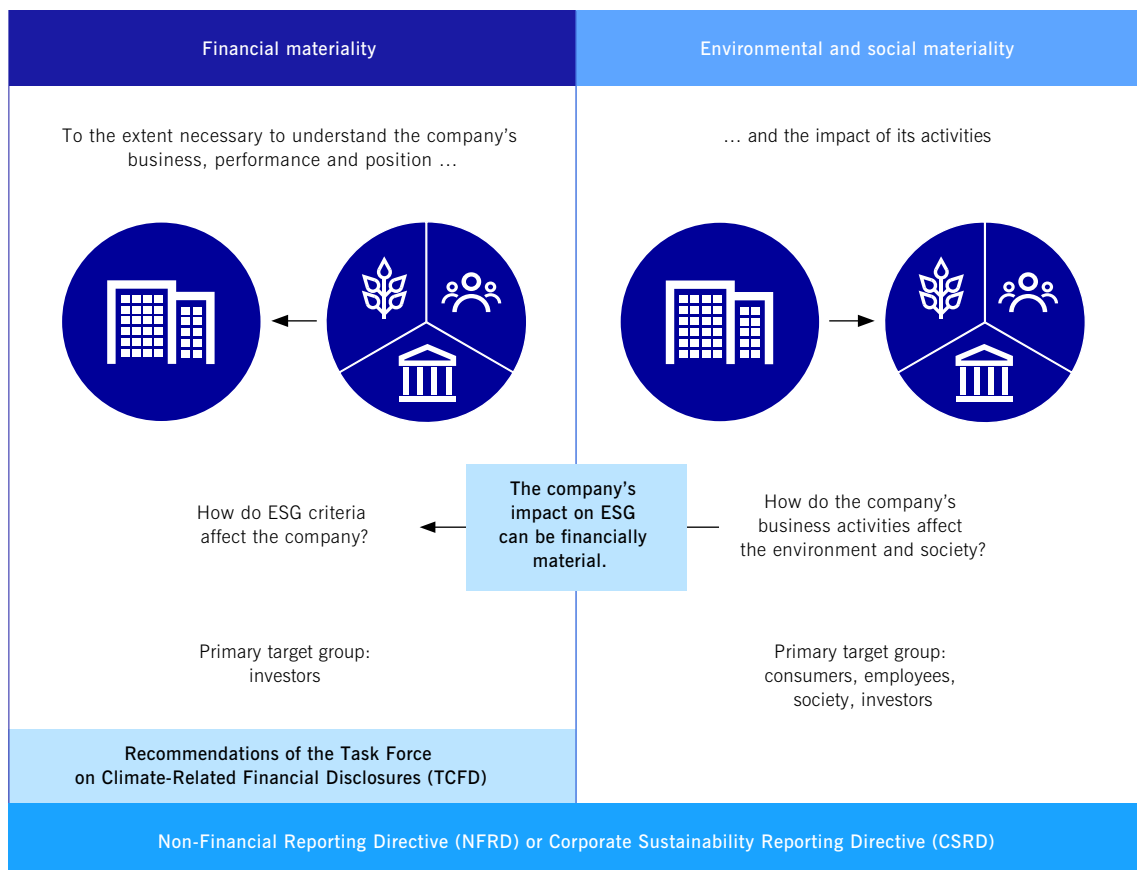 Financial materiality
Environmental and social materiality
To the extent necessary to understand the company's
business, performance and position …
… and the impact of its activities
How do ESG criteria
affect the company?
The company's
impact on ESG
can be financially
material.
How do the company's
business activities affect
the environment and society?
Primary target group:
investors
Primary target group:
consumers, employees,
society, investors
Recommendations of the Task Force
on Climate-Related Financial Disclosures (TCFD)
Non-Financial Reporting Directive (NFRD) or Corporate Sustainability Reporting Directive (CSRD)